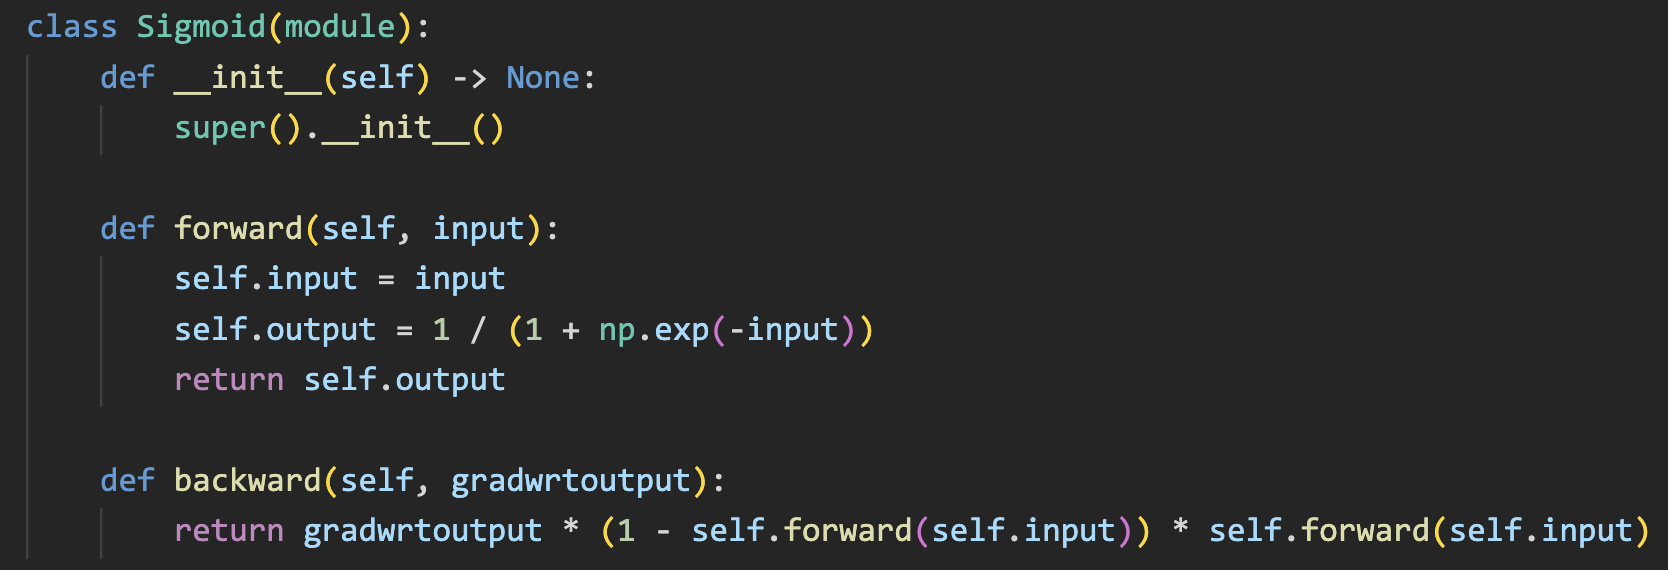 class Sigmoid(module):
    def __init__(self) -> None:
        super().__init__()

    def forward(self, input):
        self.input = input
        self.output = 1 / (1 + np.exp(-input))
        return self.output

    def backward(self, gradwrtoutput):
        return gradwrtoutput * (1 - self.forward(self.input)) * self.forward(self.input)